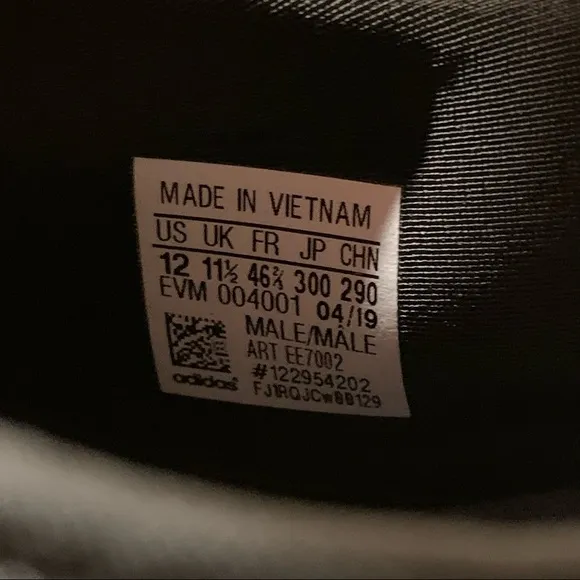 MADE IN VIETNAM
US UK FR JP CHN
12 11½ 46⅔ 300 290
EVM 004001 04/19
MALE/MÂLE
ART EE7002
#122954202
adidas